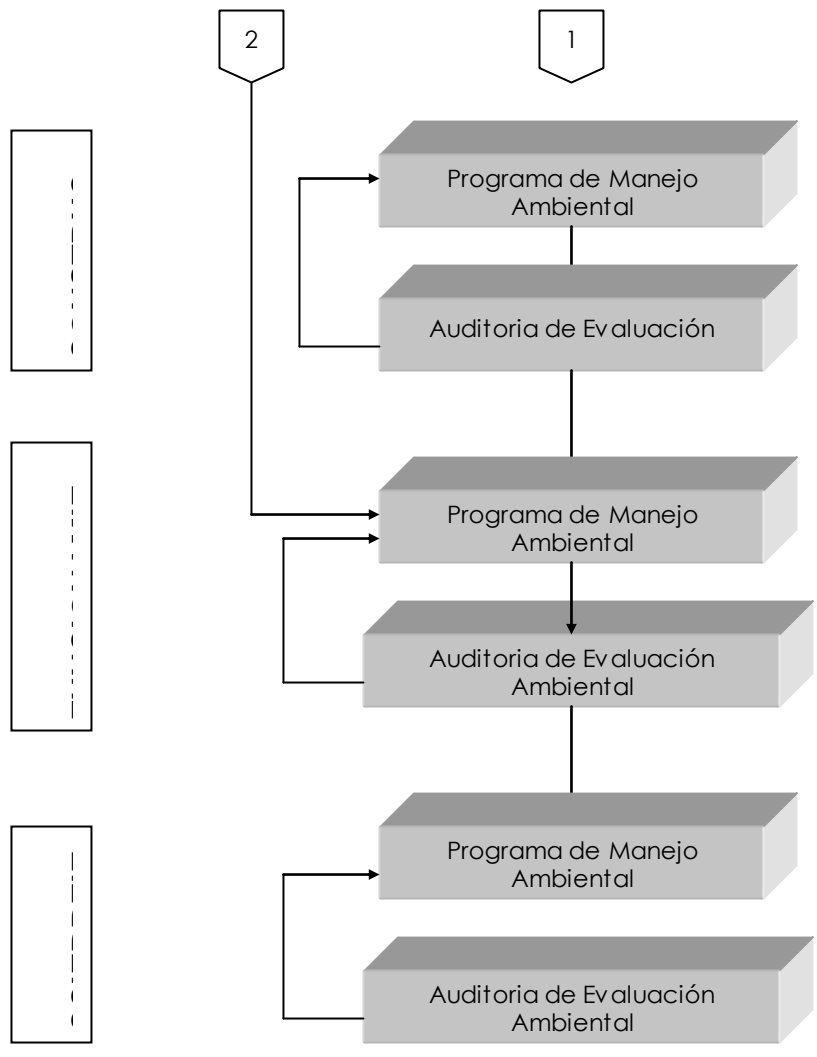 2
1
Programa de Manejo
Ambiental
Auditoria de Evaluación
Programa de Manejo
Ambiental
Auditoria de Evaluación
Ambiental
Programa de Manejo
Ambiental
Auditoria de Evaluación
Ambiental